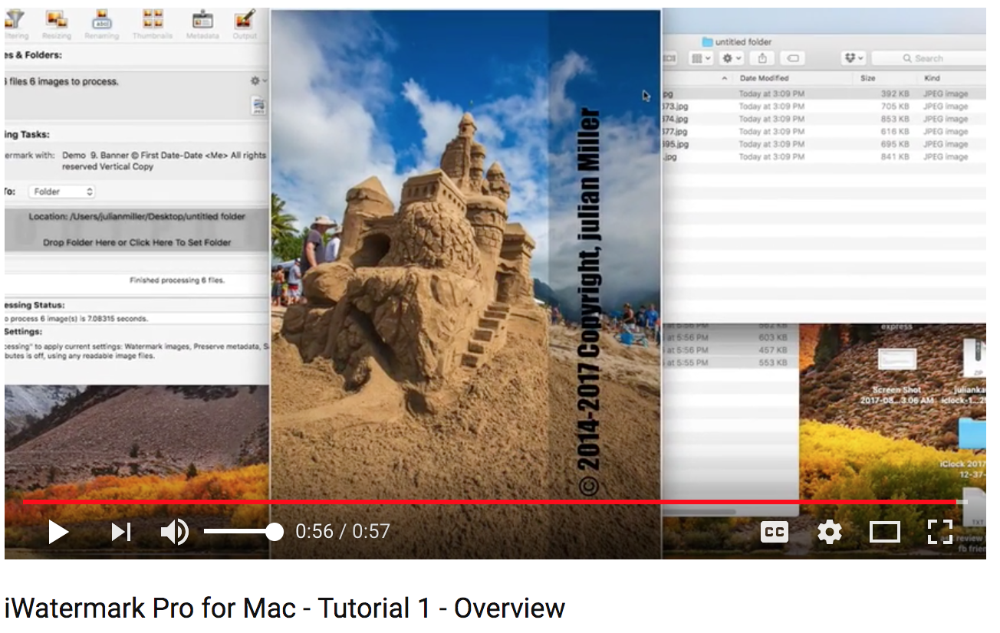 Resizing
Renaming
Thumbnails
Metadata
Output
es & Folders:
files 6 images to process.
JPEG
ing Tasks:
ermark with: Demo 9. Banner © First Date-Date <Me> All rights
reserved Vertical Copy
To: Folder
Location: /Users/julianmiller/Desktop/untitled folder
Drop Folder Here or Click Here To Set Folder
Finished processing 6 files.
essing Status:
o process 6 image(s) is 7.08315 seconds.
Settings:
cessing" to apply current settings: Watermark images, Preserve metadata, S
butes is off, using any readable image files.
© 2014-2017 Copyright, julian Miller
untitled folder
Search
Date Modified Size Kind
pg Today at 3:09 PM 392 KB JPEG image
373.jpg Today at 3:09 PM 705 KB JPEG image
374.jpg Today at 3:09 PM 853 KB JPEG image
377.jpg Today at 3:09 PM 616 KB JPEG image
395.jpg Today at 3:09 PM 695 KB JPEG image
.jpg Today at 3:09 PM 841 KB JPEG image
at 5:56 PM 562 KB
at 5:56 PM 603 KB
at 5:56 PM 457 KB
at 5:55 PM 553 KB
express
ZIP
Screen Shot
2017-08...3.06 AM
julianka
iclock-1...2
iClock 2017
12-37-
TXT
review
fb frien
0:56 / 0:57
CC
iWatermark Pro for Mac - Tutorial 1 - Overview